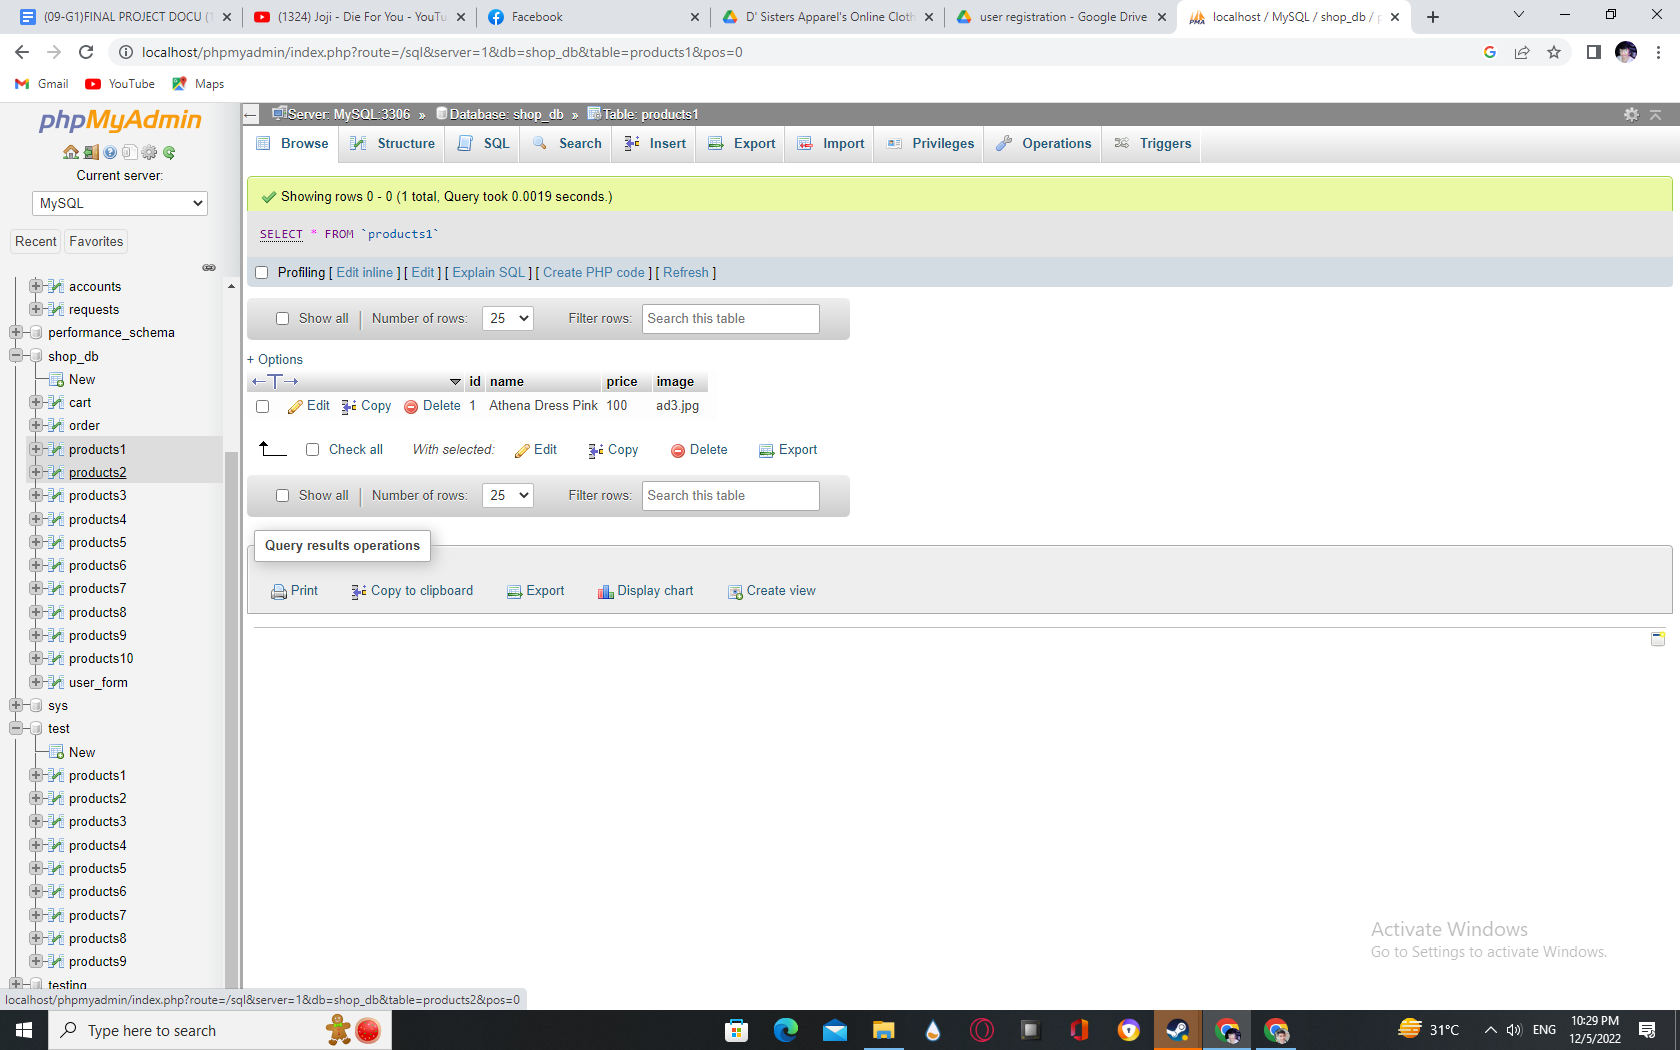 (09-G1)FINAL PROJECT DOCU (
(1324) Joji - Die For You - YouTu
Facebook
D' Sisters Apparel's Online Cloth
user registration - Google Drive
localhost / MySQL / shop_db / p
localhost/phpmyadmin/index.php?route=/sql&server=1&db=shop_db&table=products1&pos=0
Gmail
YouTube
Maps
phpMyAdmin
Current server:
MySQL
Recent
Favorites
accounts
requests
performance_schema
shop_db
New
cart
order
products1
products2
products3
products4
products5
products6
products7
products8
products9
products10
user_form
sys
test
New
products1
products2
products3
products4
products5
products6
products7
products8
products9
testing
localhost/phpmyadmin/index.php?route=/sql&server=1&db=shop_db&table=products2&pos=0
Server: MySQL:3306 » Database: shop_db » Table: products1
Browse
Structure
SQL
Search
Insert
Export
Import
Privileges
Operations
Triggers
Showing rows 0 - 0 (1 total, Query took 0.0019 seconds.)
SELECT * FROM `products1`
Profiling [ Edit inline ] [ Edit ] [ Explain SQL ] [ Create PHP code ] [ Refresh ]
Show all | Number of rows: 25 Filter rows: Search this table
+ Options
id name price image
Edit Copy Delete 1 Athena Dress Pink 100 ad3.jpg
Check all With selected: Edit Copy Delete Export
Show all | Number of rows: 25 Filter rows: Search this table
Query results operations
Print Copy to clipboard Export Display chart Create view
Activate Windows
Go to Settings to activate Windows.
Type here to search
31°C
ENG
10:29 PM
12/5/2022